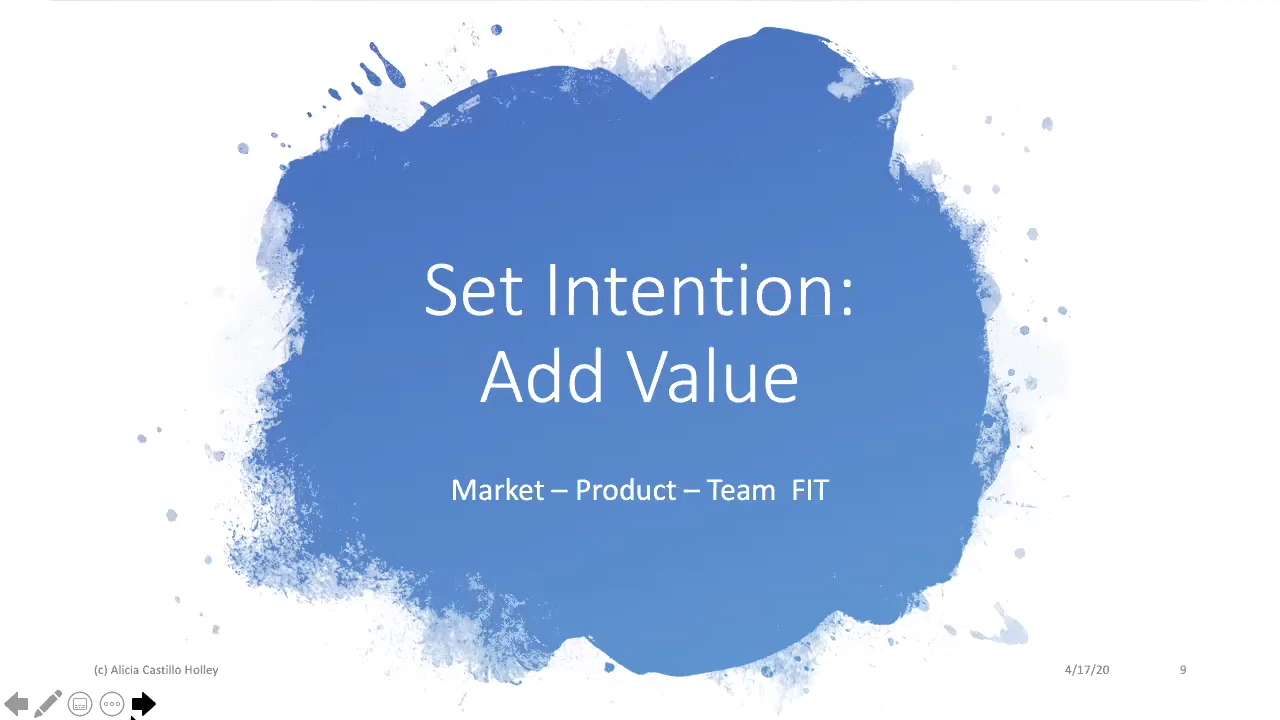 Set Intention:
Add Value
Market – Product – Team  FIT
(c) Alicia Castillo Holley
4/17/20
9